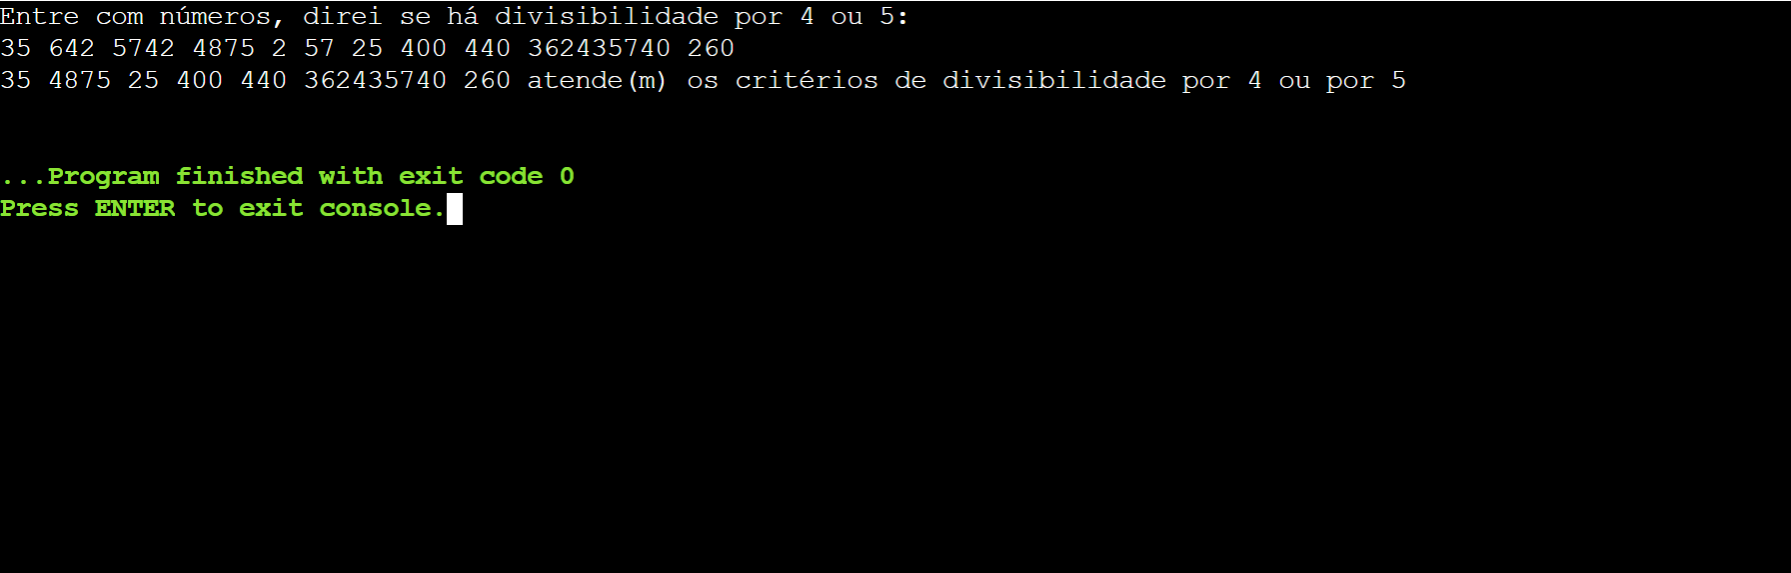 Entre com números, direi se há divisibilidade por 4 ou 5:
35 642 5742 4875 2 57 25 400 440 362435740 260
35 4875 25 400 440 362435740 260 atende(m) os critérios de divisibilidade por 4 ou por 5
...Program finished with exit code 0
Press ENTER to exit console.